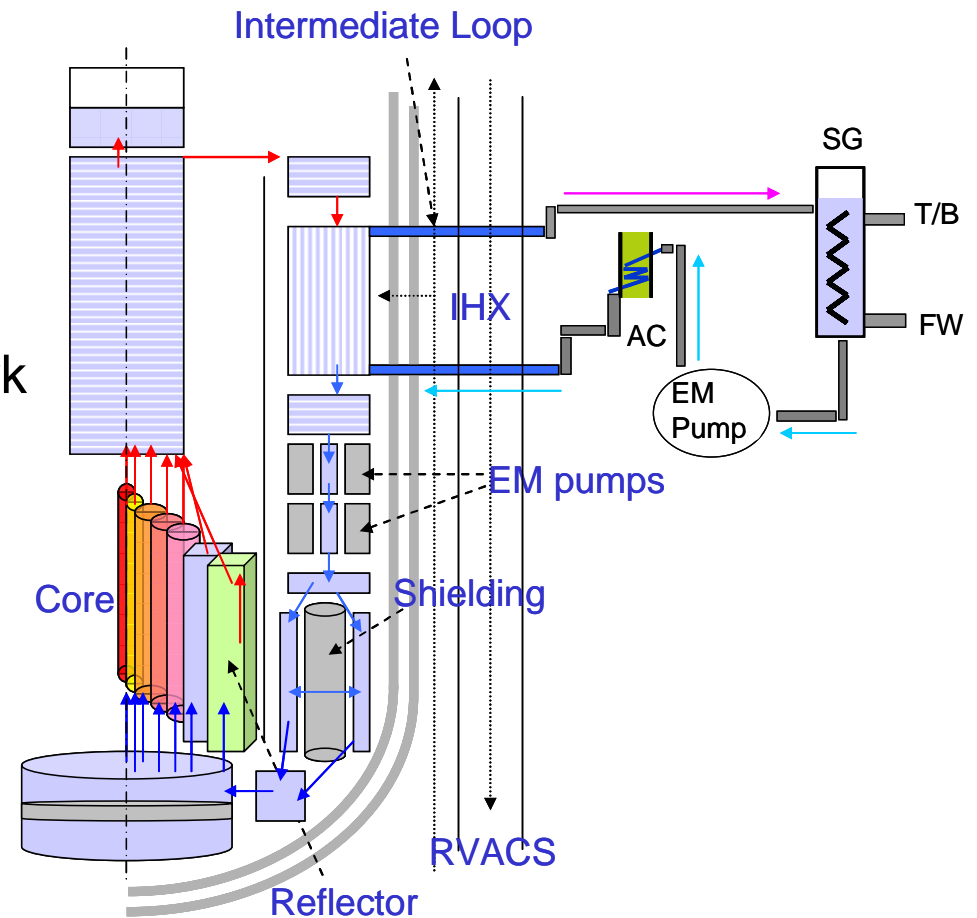 Intermediate Loop
SG
T/B
IHX
FW
AC
k
EM
Pump
EM pumps
Core
Shielding
RVACS
Reflector